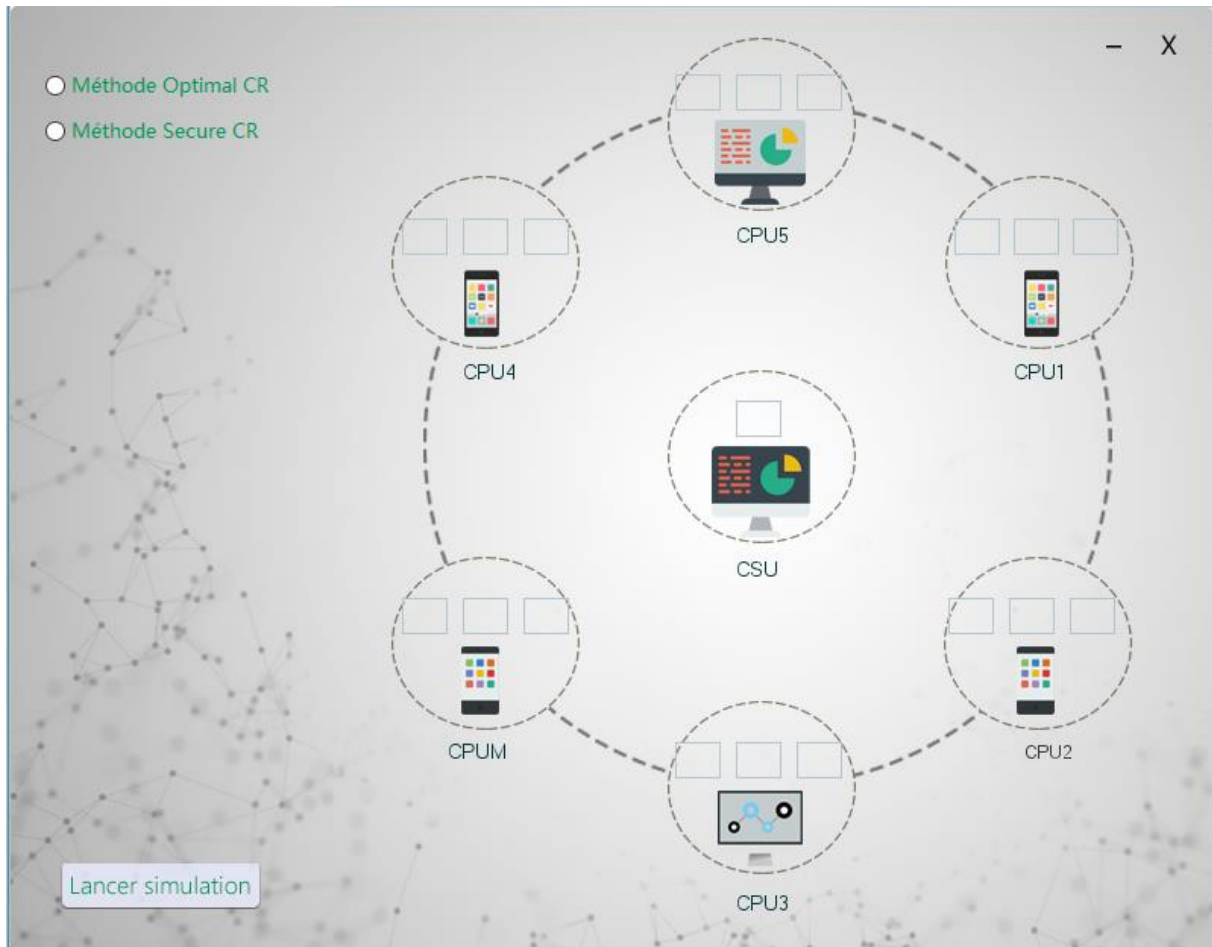 – X
Méthode Optimal CR
Méthode Secure CR
CPU5
CPU4
CPU1
CSU
CPUM
CPU2
CPU3
Lancer simulation